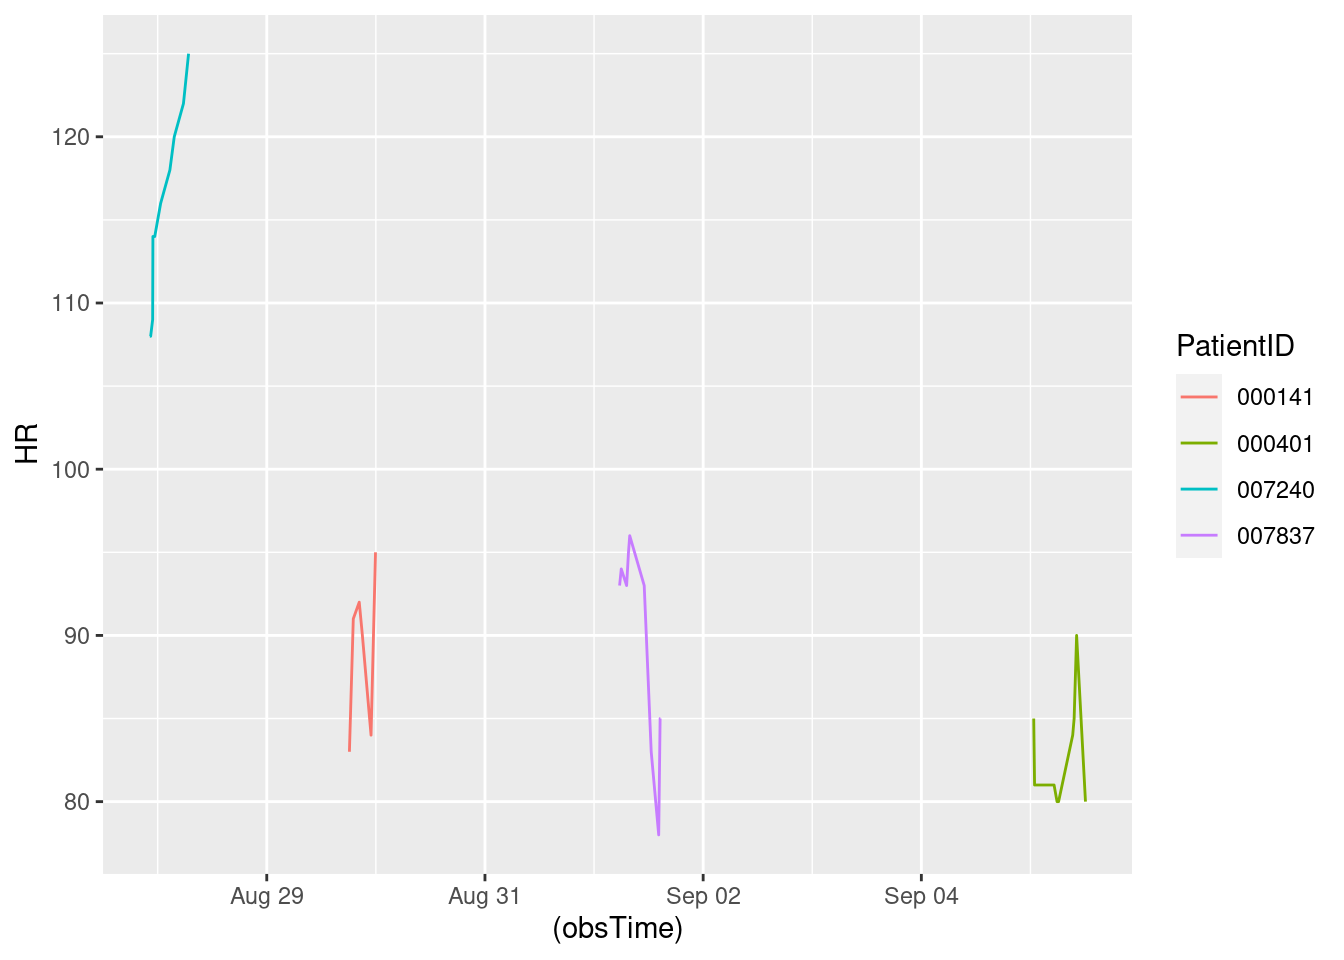 120
110
100
90
80
HR
Aug 29
Aug 31
Sep 02
Sep 04
(obsTime)
PatientID
000141
000401
007240
007837